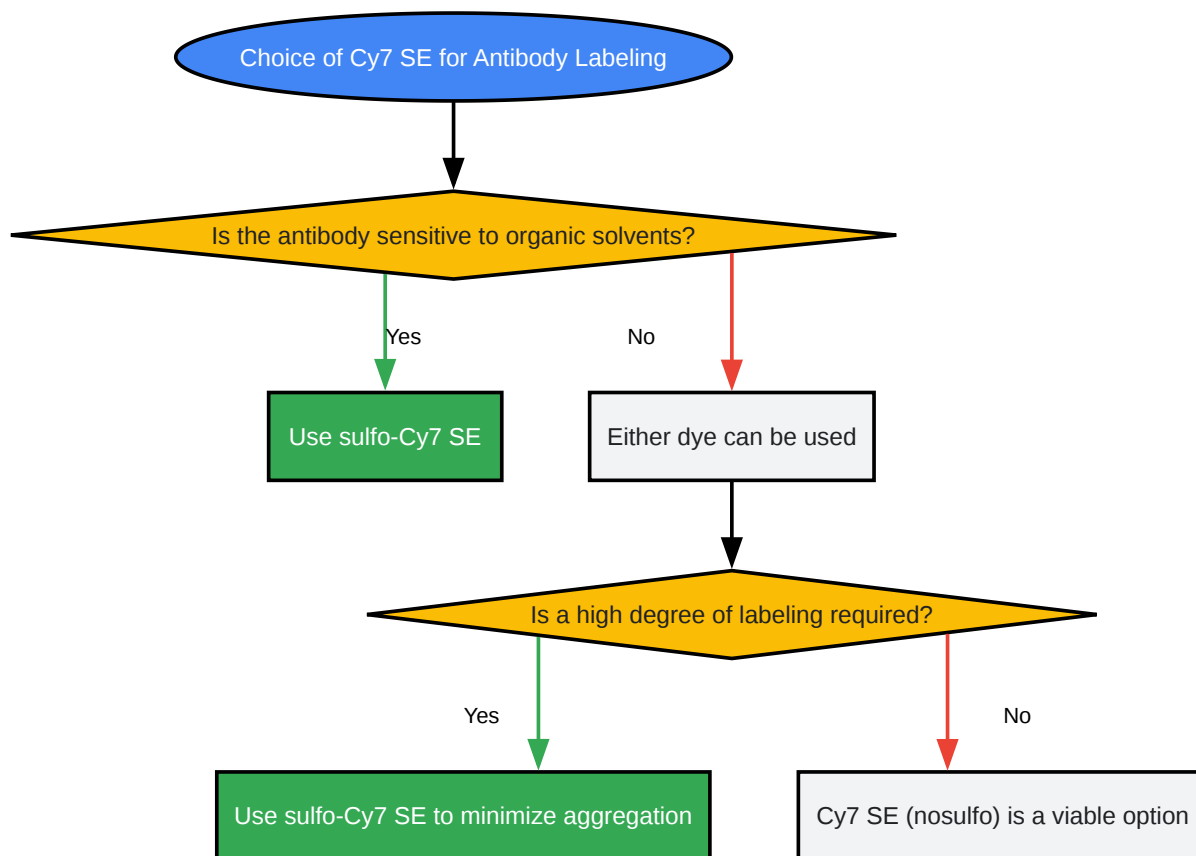 Choice of Cy7 SE for Antibody Labeling
Is the antibody sensitive to organic solvents?
Yes
No
Use sulfo-Cy7 SE
Either dye can be used
Is a high degree of labeling required?
Yes
No
Use sulfo-Cy7 SE to minimize aggregation
Cy7 SE (nosulfo) is a viable option